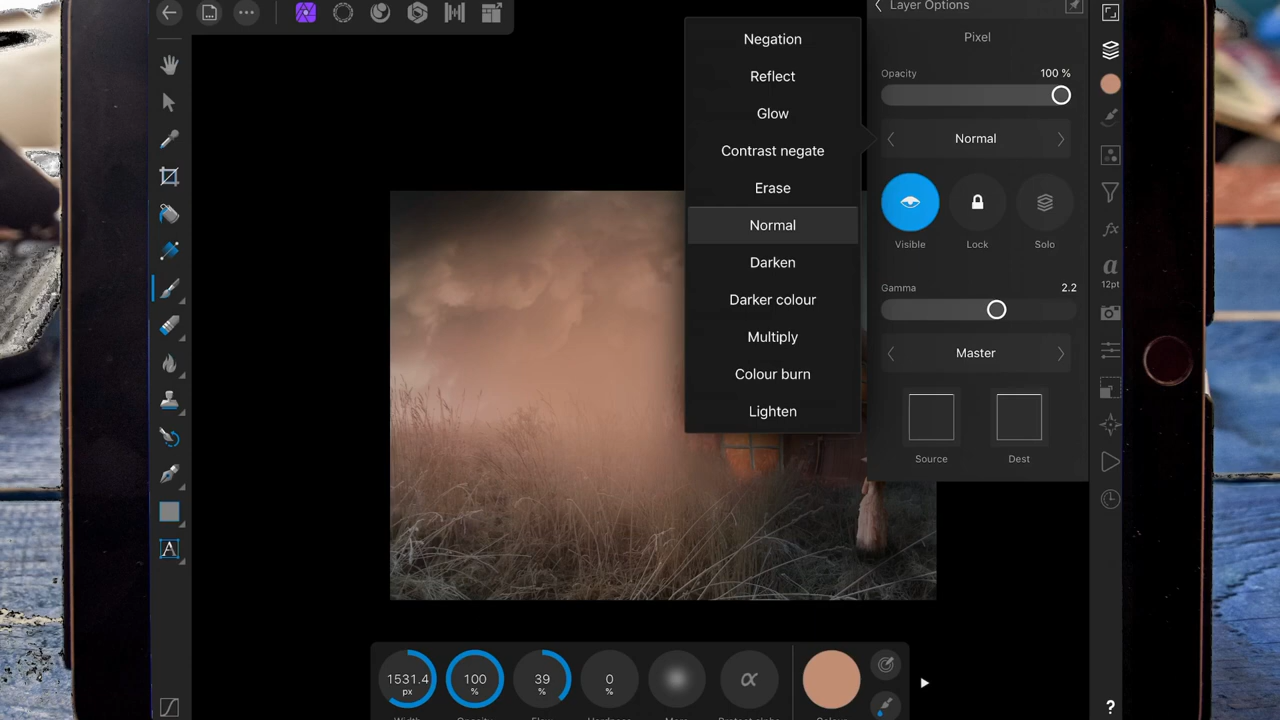 Layer Options
Pixel
Opacity
100 %
Normal
Visible
Lock
Solo
Gamma
2.2
Master
Source
Dest
Negation
Reflect
Glow
Contrast negate
Erase
Normal
Darken
Darker colour
Multiply
Colour burn
Lighten
a
12pt
fx
A
1531.4
px
100
%
39
%
0
%
α
?